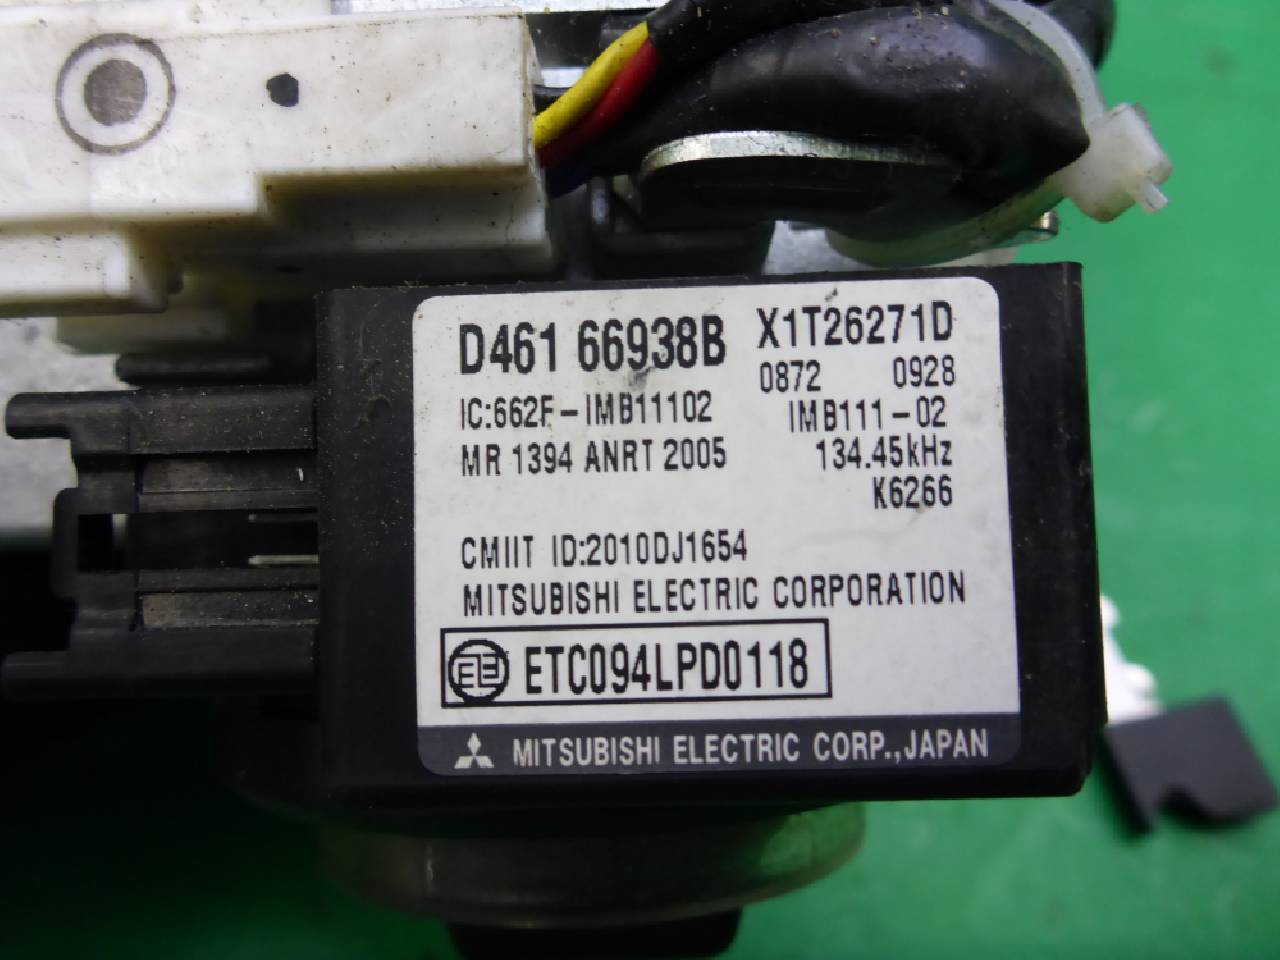 D461 66938B X1T26271D
0872 0928
IC:662F-IMB11102 IMB111-02
MR 1394 ANRT 2005 134.45kHz
K6266
CMIIT ID:2010DJ1654
MITSUBISHI ELECTRIC CORPORATION
ETC094LPD0118
MITSUBISHI ELECTRIC CORP.,JAPAN